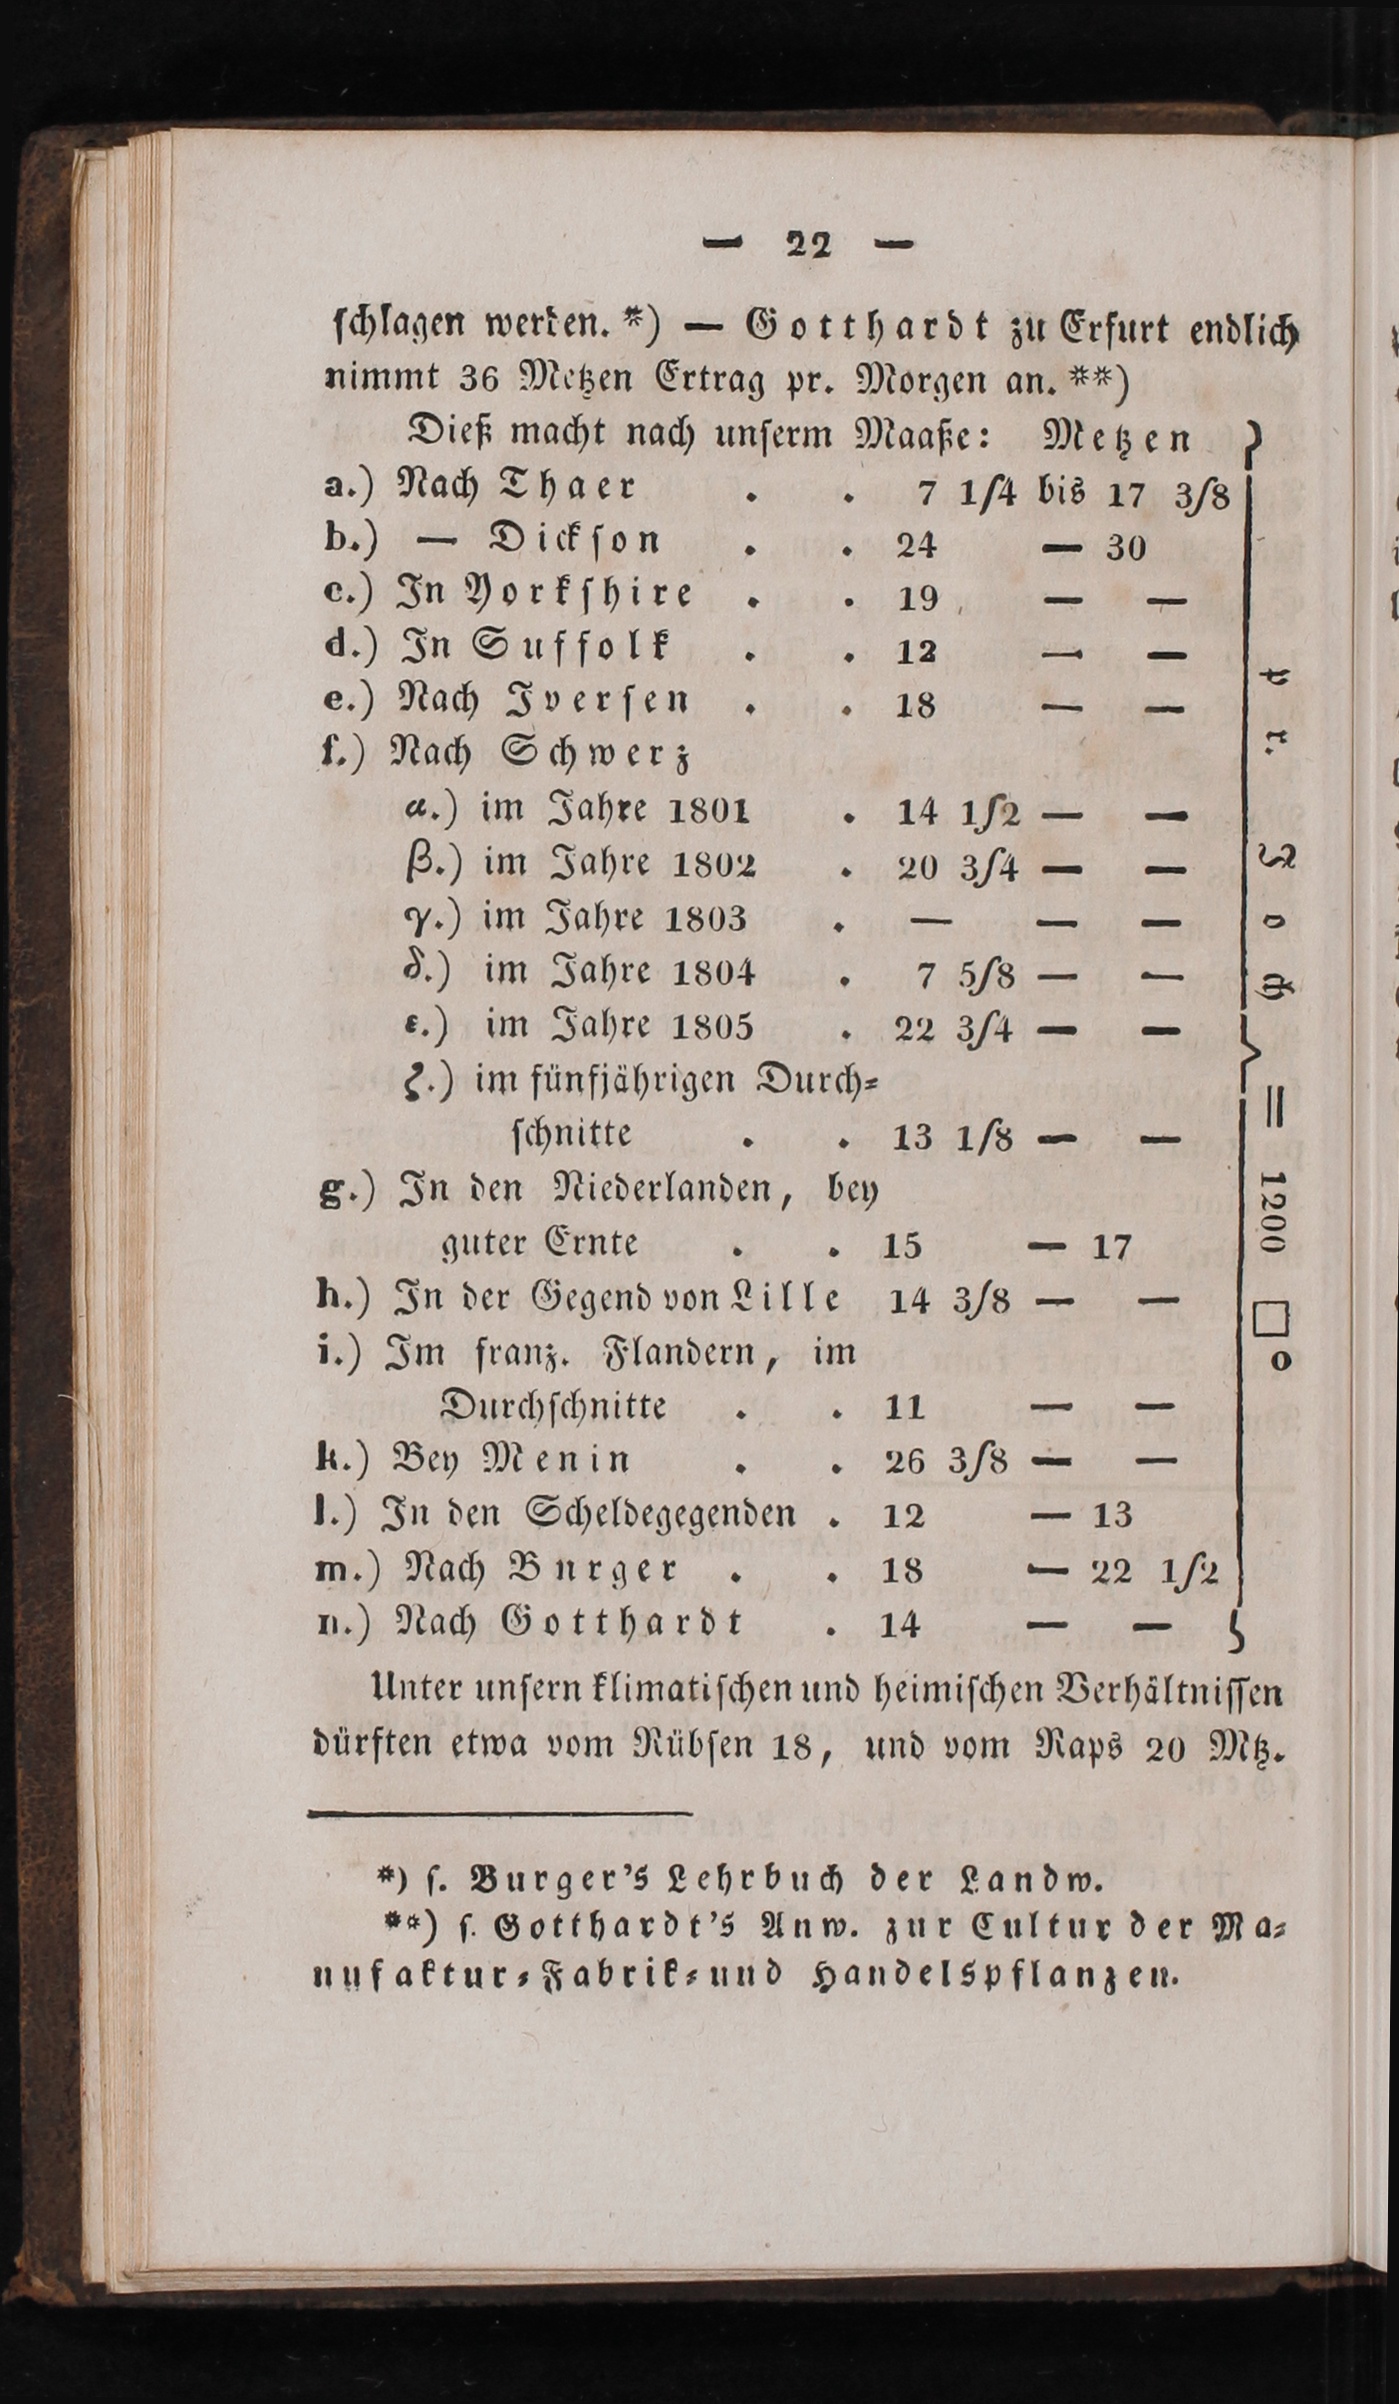 — 22 —
ſchlagen werden. *) — Gotthardt zu Erfurt endlich
nimmt 36 Metzen Ertrag pr. Morgen an. **)
Dieß macht nach unſerm Maaße: Metzen
a.) Nach Thaer . . 7 1/4 bis 17 3/8
b.) — Dickſon . . 24 — 30
c.) In Yorkſhire . . 19 — —
d.) In Suffolk . . 12 — —
e.) Nach Iverſen . . 18 — —
f.) Nach Schwerz
α.) im Jahre 1801 . 14 1/2 — —
β.) im Jahre 1802 . 20 3/4 — —
γ.) im Jahre 1803 . — — —
δ.) im Jahre 1804 . 7 5/8 — —
ε.) im Jahre 1805 . 22 3/4 — —
ζ.) im fünfjährigen Durch⸗
ſchnitte . . 13 1/8 — —
g.) In den Niederlanden, bey
guter Ernte . . 15 — 17
h.) In der Gegend von Lille 14 3/8 — —
i.) Im franz. Flandern, im
Durchſchnitte . . 11 — —
k.) Bey Menin . . 26 3/8 — —
l.) In den Scheldegegenden . 12 — 13
m.) Nach Burger . . 18 — 22 1/2
n.) Nach Gotthardt . 14 — —
pr. Joch = 1200 □°
Unter unſern klimatiſchen und heimiſchen Verhältniſſen
dürften etwa vom Rübſen 18, und vom Raps 20 Mtz.
*) ſ. Burger's Lehrbuch der Landw.
**) ſ. Gotthardt's Anw. zur Cultur der Ma⸗
nufaktur⸗Fabrik⸗und Handelspflanzen.